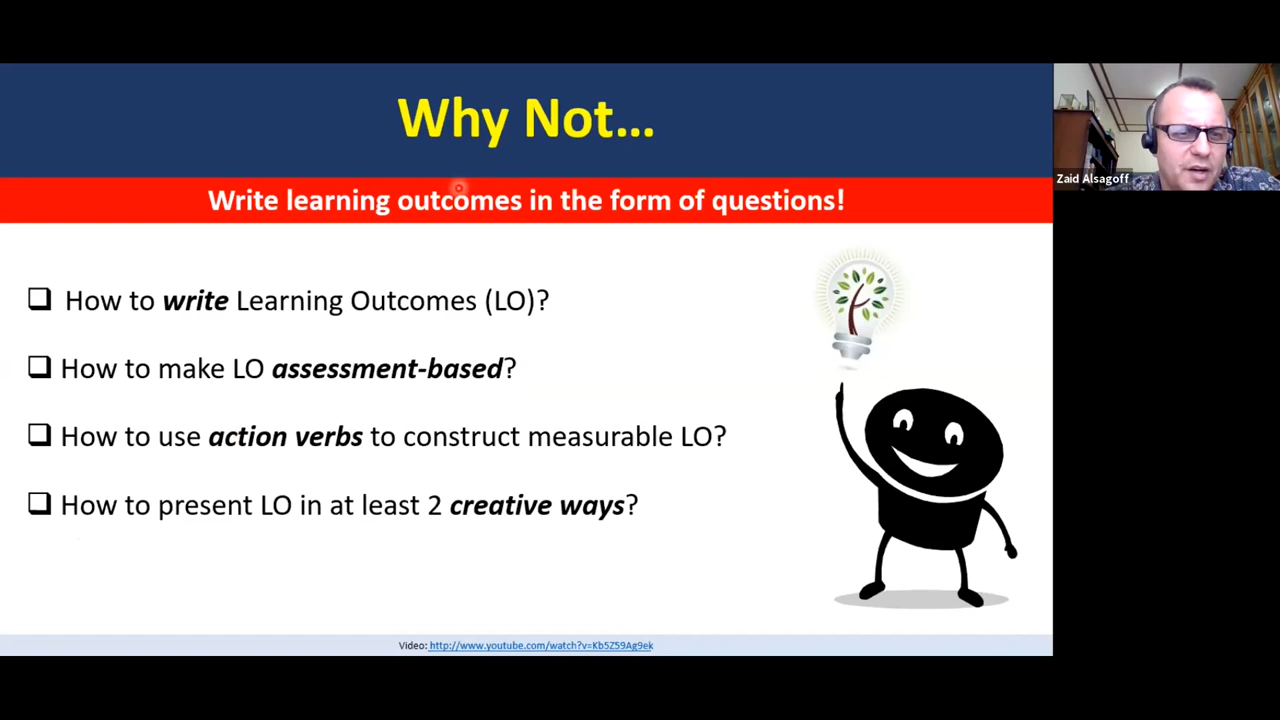 Why Not...
Write learning outcomes in the form of questions!
How to write Learning Outcomes (LO)?
How to make LO assessment-based?
How to use action verbs to construct measurable LO?
How to present LO in at least 2 creative ways?
Video: http://www.youtube.com/watch?v=Kb5Z59Ag9ek
Zaid Alsagoff